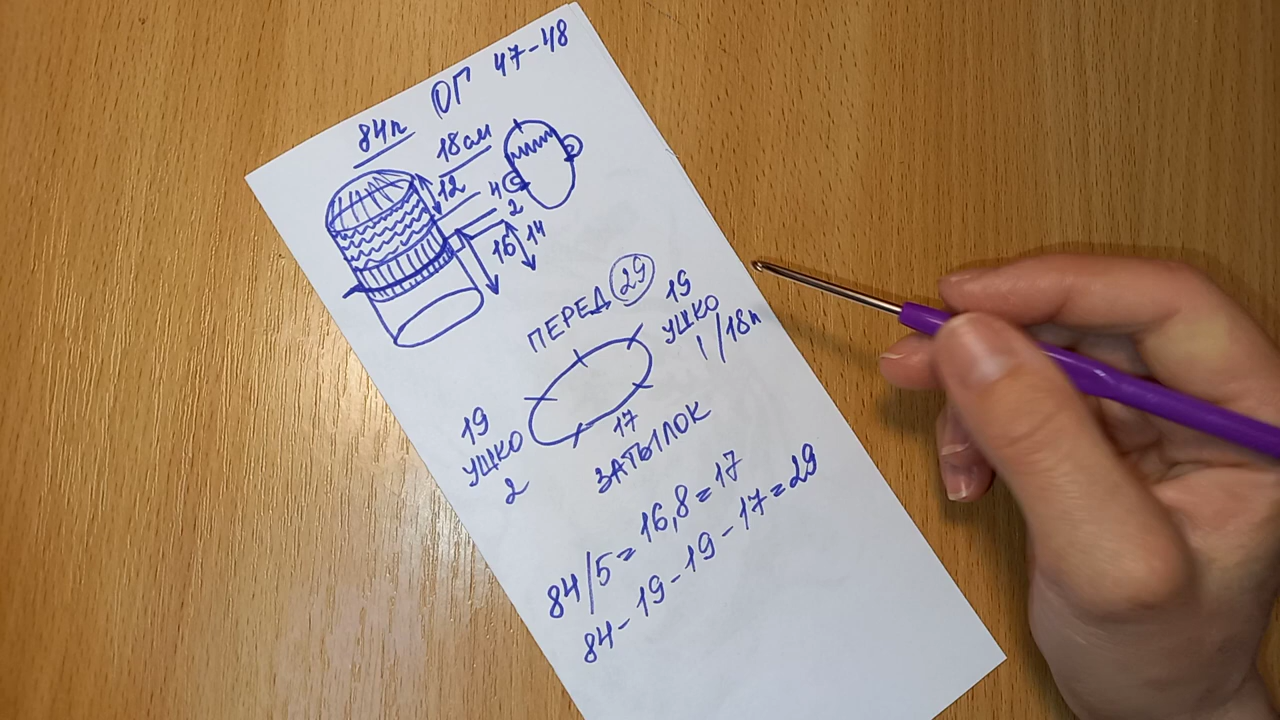 ОГ 47-48
84п
18см
12
4
2
16
14
ПЕРЕД 29
19
УШКО
1/18п
19
УШКО
2
17
ЗАТЫЛОК
84/5=16,8=17
84-19-19-17=29